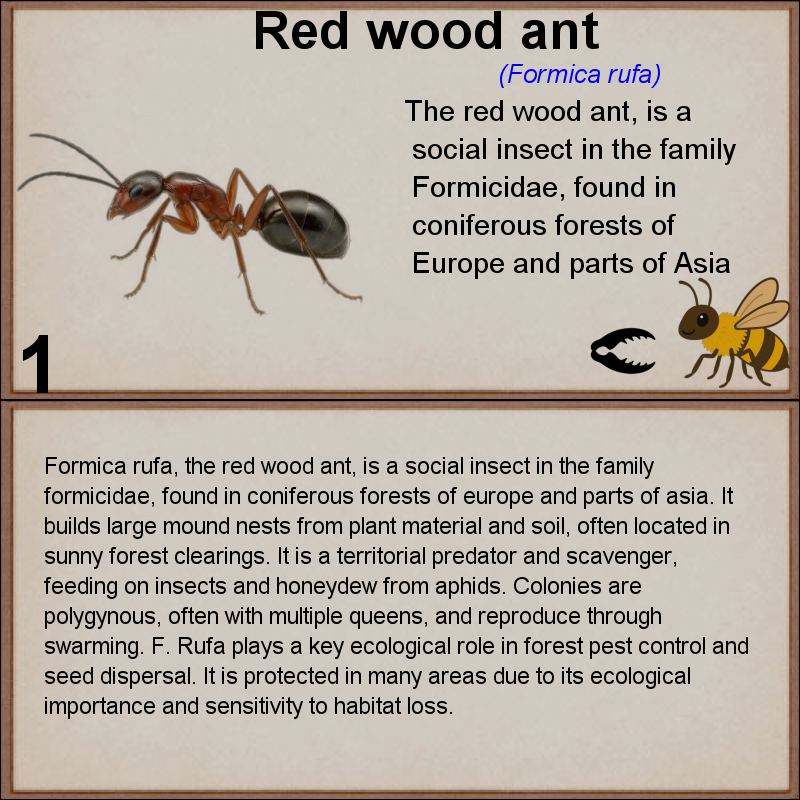 Red wood ant
(Formica rufa)
The red wood ant, is a
social insect in the family
Formicidae, found in
coniferous forests of
Europe and parts of Asia
1
Formica rufa, the red wood ant, is a social insect in the family
formicidae, found in coniferous forests of europe and parts of asia. It
builds large mound nests from plant material and soil, often located in
sunny forest clearings. It is a territorial predator and scavenger,
feeding on insects and honeydew from aphids. Colonies are
polygynous, often with multiple queens, and reproduce through
swarming. F. Rufa plays a key ecological role in forest pest control and
seed dispersal. It is protected in many areas due to its ecological
importance and sensitivity to habitat loss.